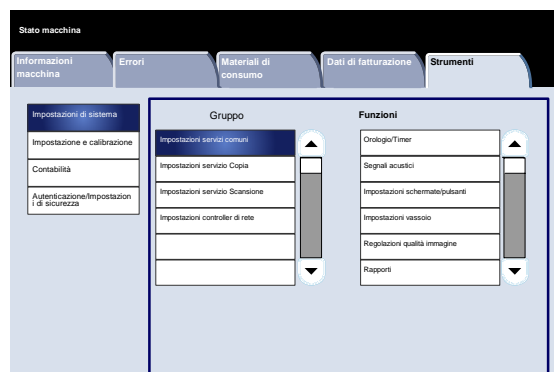 Stato macchina
Informazioni
macchina
Errori
Materiali di
consumo
Dati di fatturazione
Strumenti
Impostazioni di sistema
Impostazione e calibrazione
Contabilità
Autenticazione/Impostazion
i di sicurezza
Gruppo
Impostazioni servizi comuni
Impostazioni servizio Copia
Impostazioni servizio Scansione
Impostazioni controller di rete
Funzioni
Orologio/Timer
Segnali acustici
Impostazioni schermate/pulsanti
Impostazioni vassoio
Regolazioni qualità immagine
Rapporti